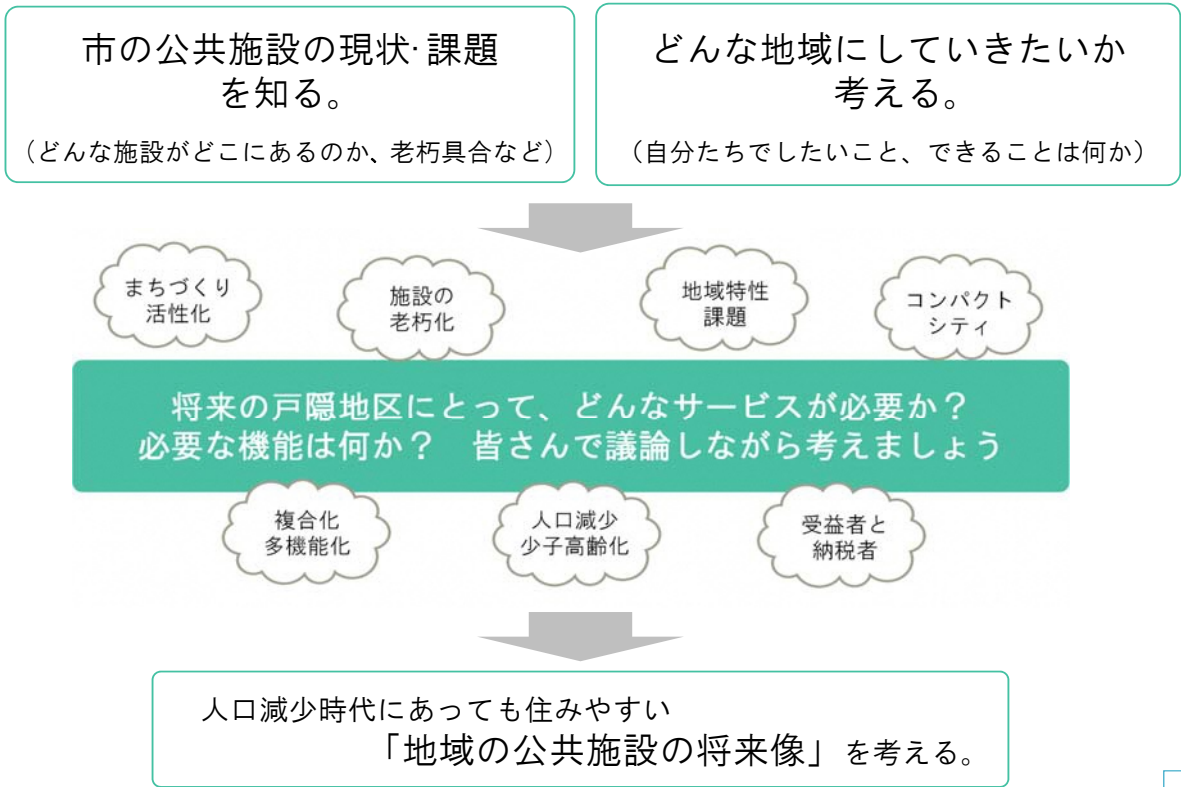 市の公共施設の現状･課題
を知る。
（どんな施設がどこにあるのか、老朽具合など）
どんな地域にしていきたいか
考える。
（自分たちでしたいこと、できることは何か）
まちづくり
活性化
施設の
老朽化
地域特性
課題
コンパクト
シティ
将来の戸隠地区にとって、どんなサービスが必要か？
必要な機能は何か？　皆さんで議論しながら考えましょう
複合化
多機能化
人口減少
少子高齢化
受益者と
納税者
人口減少時代にあっても住みやすい
「地域の公共施設の将来像」を考える。